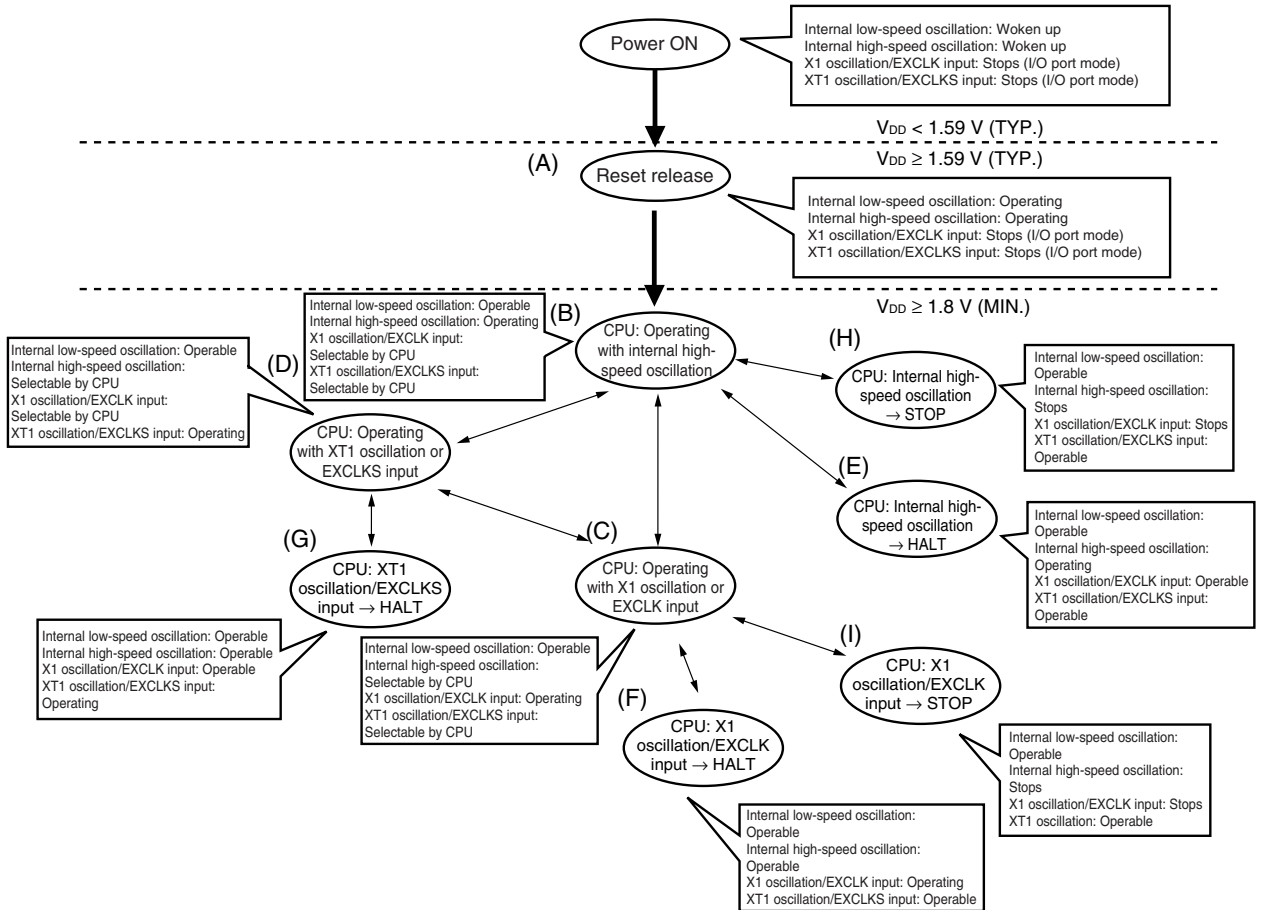 Power ON
Internal low-speed oscillation: Woken up
Internal high-speed oscillation: Woken up
X1 oscillation/EXCLK input: Stops (I/O port mode)
XT1 oscillation/EXCLKS input: Stops (I/O port mode)
VDD < 1.59 V (TYP.)
VDD ≥ 1.59 V (TYP.)
(A)
Reset release
Internal low-speed oscillation: Operating
Internal high-speed oscillation: Operating
X1 oscillation/EXCLK input: Stops (I/O port mode)
XT1 oscillation/EXCLKS input: Stops (I/O port mode)
VDD ≥ 1.8 V (MIN.)
(B)
CPU: Operating
with internal high-
speed oscillation
Internal low-speed oscillation: Operable
Internal high-speed oscillation: Operating
X1 oscillation/EXCLK input:
Selectable by CPU
XT1 oscillation/EXCLKS input:
Selectable by CPU
(D)
Internal low-speed oscillation: Operable
Internal high-speed oscillation:
Selectable by CPU
X1 oscillation/EXCLK input:
Selectable by CPU
XT1 oscillation/EXCLKS input: Operating
CPU: Operating
with XT1 oscillation or
EXCLKS input
(H)
CPU: Internal high-
speed oscillation
→ STOP
Internal low-speed oscillation:
Operable
Internal high-speed oscillation:
Stops
X1 oscillation/EXCLK input: Stops
XT1 oscillation/EXCLKS input:
Operable
(E)
CPU: Internal high-
speed oscillation
→ HALT
Internal low-speed oscillation:
Operable
Internal high-speed oscillation:
Operating
X1 oscillation/EXCLK input: Operable
XT1 oscillation/EXCLKS input:
Operable
(G)
CPU: XT1
oscillation/EXCLKS
input → HALT
Internal low-speed oscillation: Operable
Internal high-speed oscillation: Operable
X1 oscillation/EXCLK input: Operable
XT1 oscillation/EXCLKS input:
Operating
(C)
CPU: Operating
with X1 oscillation or
EXCLK input
Internal low-speed oscillation: Operable
Internal high-speed oscillation:
Selectable by CPU
X1 oscillation/EXCLK input: Operating
XT1 oscillation/EXCLKS input:
Selectable by CPU
(I)
CPU: X1
oscillation/EXCLK
input → STOP
Internal low-speed oscillation:
Operable
Internal high-speed oscillation:
Stops
X1 oscillation/EXCLK input: Stops
XT1 oscillation: Operable
(F)
CPU: X1
oscillation/EXCLK
input → HALT
Internal low-speed oscillation:
Operable
Internal high-speed oscillation:
Operable
X1 oscillation/EXCLK input: Operating
XT1 oscillation/EXCLKS input: Operable